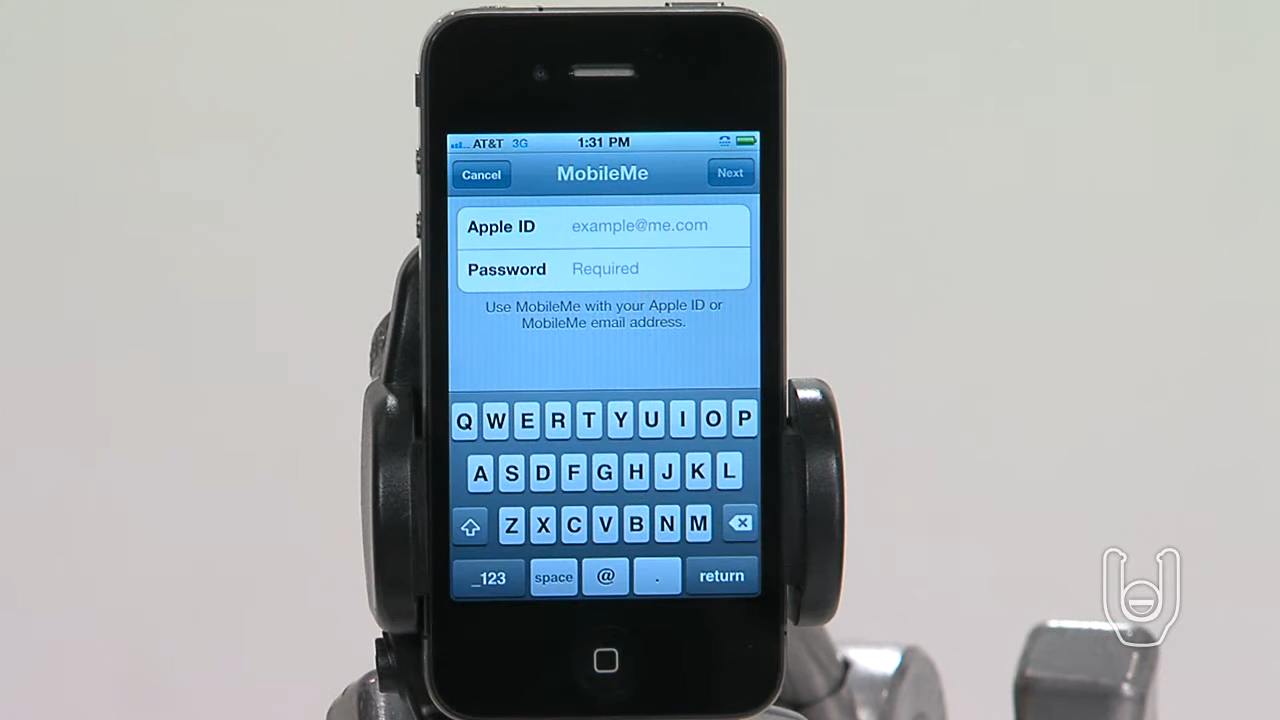 AT&T 3G 1:31 PM
Cancel MobileMe Next
Apple ID example@me.com
Password Required
Use MobileMe with your Apple ID or
MobileMe email address.
Q W E R T Y U I O P
A S D F G H J K L
Z X C V B N M
_123 space @ . return